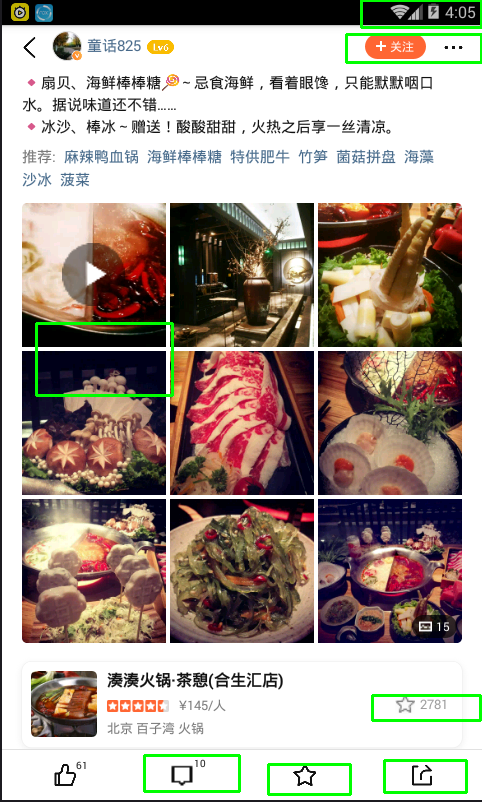 4:05
童话825 Lv6 + 关注
扇贝、海鲜棒棒糖🍭~忌食海鲜，看着眼馋，只能默默咽口
水。据说味道还不错……
冰沙、棒冰~赠送！酸酸甜甜，火热之后享一丝清凉。
推荐: 麻辣鸭血锅 海鲜棒棒糖 特供肥牛 竹笋 菌菇拼盘 海藻
沙冰 菠菜
15
湊湊火锅·茶憩(合生汇店)
¥145/人 2781
北京 百子湾 火锅
61 10